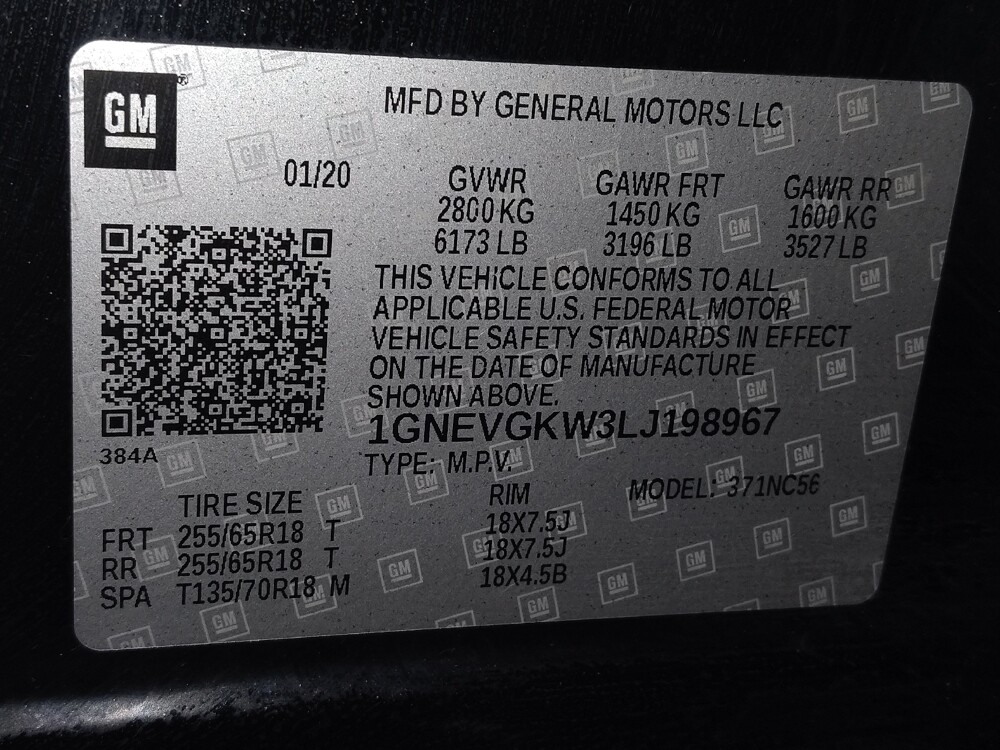 GM
MFD BY GENERAL MOTORS LLC
01/20 GVWR GAWR FRT GAWR RR
2800 KG 1450 KG 1600 KG
6173 LB 3196 LB 3527 LB
THIS VEHICLE CONFORMS TO ALL
APPLICABLE U.S. FEDERAL MOTOR
VEHICLE SAFETY STANDARDS IN EFFECT
ON THE DATE OF MANUFACTURE
SHOWN ABOVE.
1GNEVGKW3LJ198967
384A
TYPE: M.P.V.
TIRE SIZE RIM MODEL: 371NC56
FRT 255/65R18 T 18X7.5J
RR 255/65R18 T 18X7.5J
SPA T135/70R18 M 18X4.5B